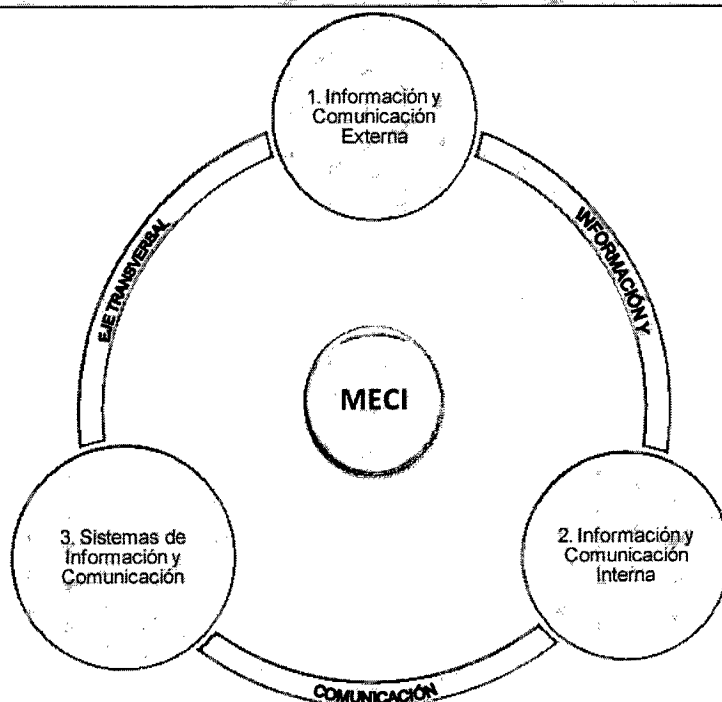 1. Información y
Comunicación
Externa
EJE TRANSVERSAL
INFORMACIÓN Y
MECI
3. Sistemas de
Información y
Comunicación
2. Información y
Comunicación
Interna
COMUNICACIÓN